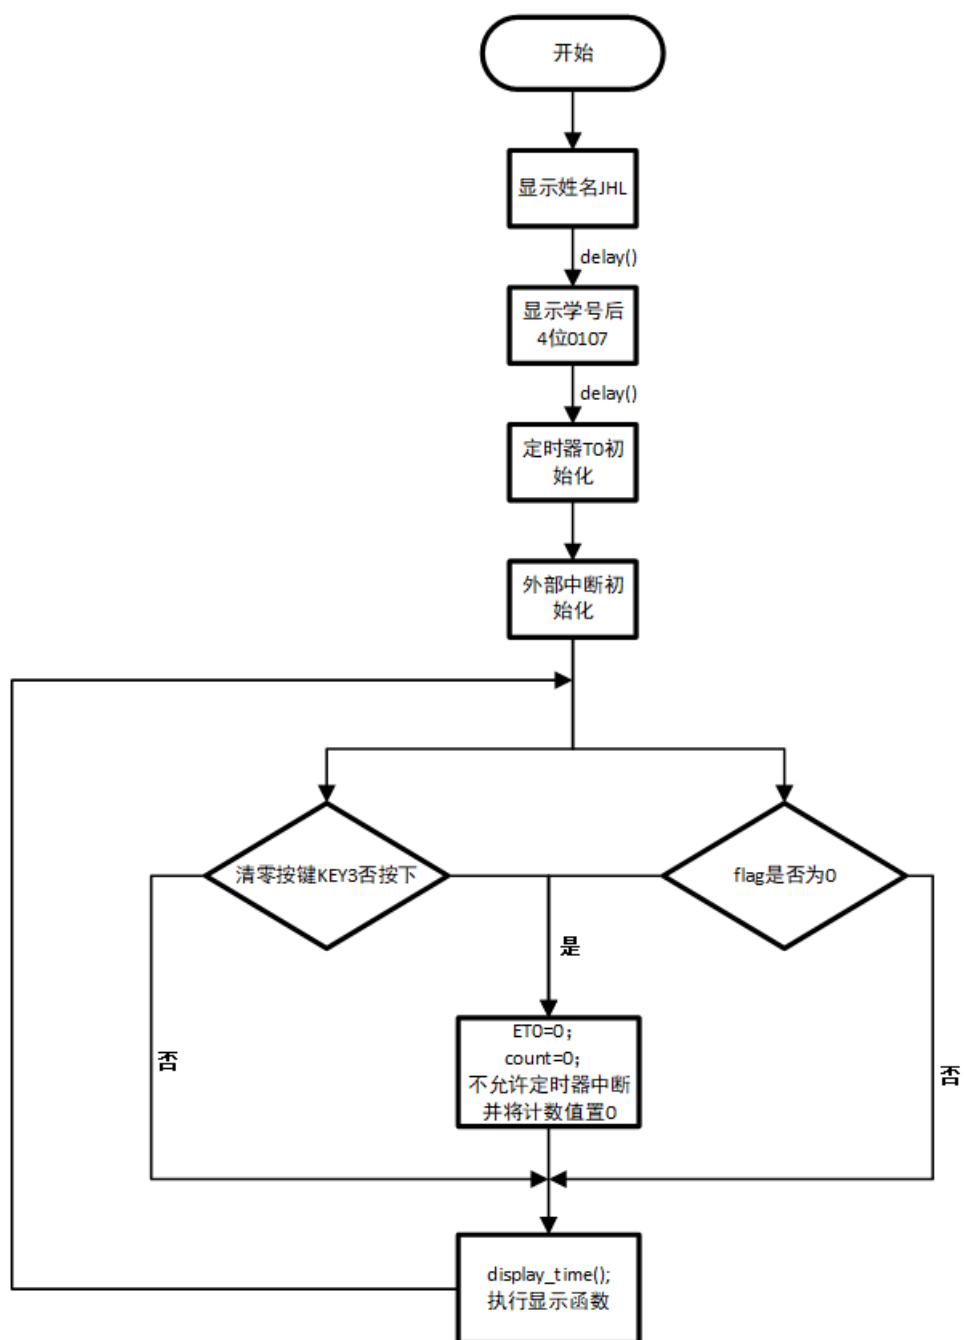 开始
显示姓名JHL
delay()
显示学号后
4位0107
delay()
定时器T0初
始化
外部中断初
始化
清零按键KEY3否按下
flag是否为0
是
ET0=0；
count=0；
不允许定时器中断
并将计数值置0
否
否
display_time();
执行显示函数